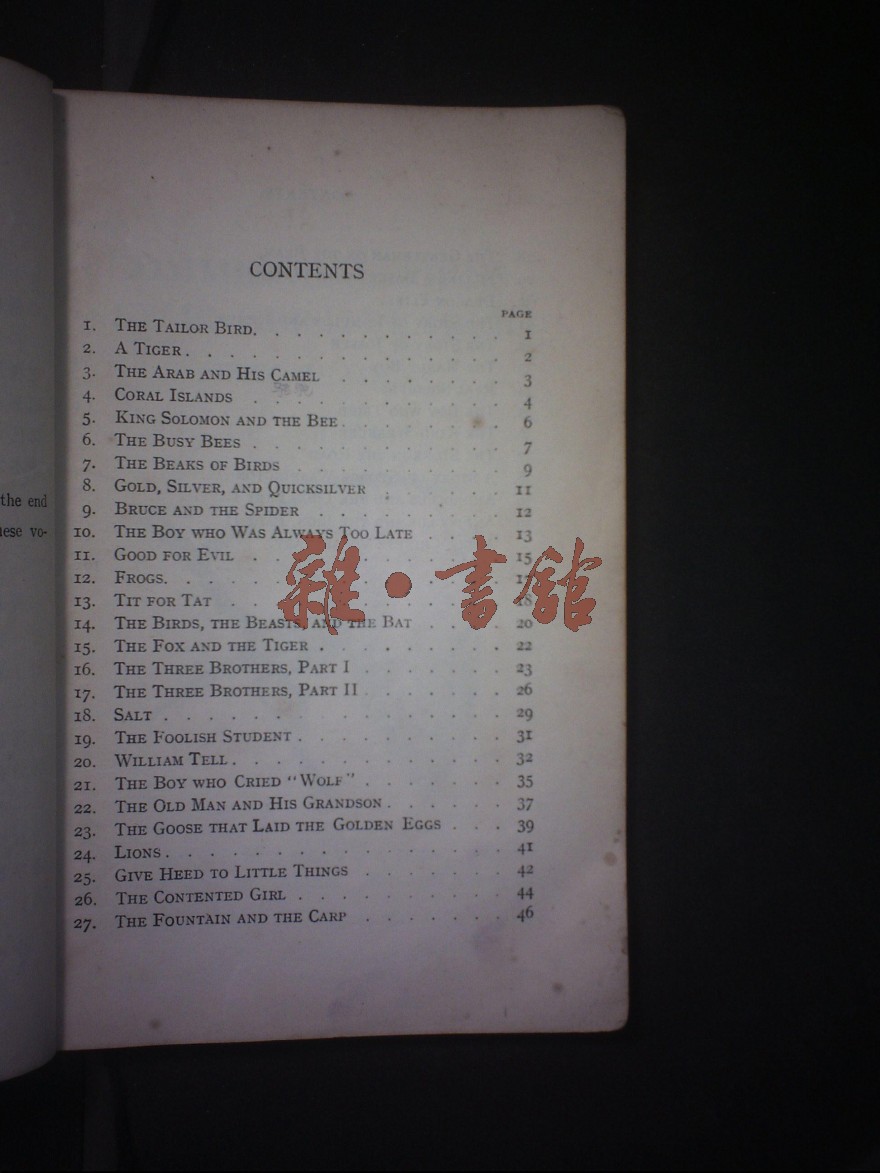 the end
ese vo-
CONTENTS
PAGE
1. THE TAILOR BIRD. . . . . . . . . . . . 1
2. A TIGER . . . . . . . . . . . . . . . 2
3. THE ARAB AND HIS CAMEL . . . . . . . . 3
4. CORAL ISLANDS . . . . . . . . . . . . 4
5. KING SOLOMON AND THE BEE . . . . . . . . 6
6. THE BUSY BEES . . . . . . . . . . . . 7
7. THE BEAKS OF BIRDS . . . . . . . . . . 9
8. GOLD, SILVER, AND QUICKSILVER . . . . . . 11
9. BRUCE AND THE SPIDER . . . . . . . . . 12
10. THE BOY WHO WAS ALWAYS TOO LATE . . . . 13
11. GOOD FOR EVIL . . . . . . . . . . . . 15
12. FROGS. . . . . . . . . . . . . . . .
13. TIT FOR TAT . . . . . . . . . . . . . 18
14. THE BIRDS, THE BEASTS, AND THE BAT . . . . 20
15. THE FOX AND THE TIGER . . . . . . . . . 22
16. THE THREE BROTHERS, PART I . . . . . . . 23
17. THE THREE BROTHERS, PART II . . . . . . . 26
18. SALT . . . . . . . . . . . . . . . . 29
19. THE FOOLISH STUDENT . . . . . . . . . . 31
20. WILLIAM TELL . . . . . . . . . . . . . 32
21. THE BOY WHO CRIED "WOLF" . . . . . . . 35
22. THE OLD MAN AND HIS GRANDSON . . . . . . 37
23. THE GOOSE THAT LAID THE GOLDEN EGGS . . . 39
24. LIONS . . . . . . . . . . . . . . . . 41
25. GIVE HEED TO LITTLE THINGS . . . . . . . 42
26. THE CONTENTED GIRL . . . . . . . . . . 44
27. THE FOUNTAIN AND THE CARP . . . . . . . 46
雜·書館